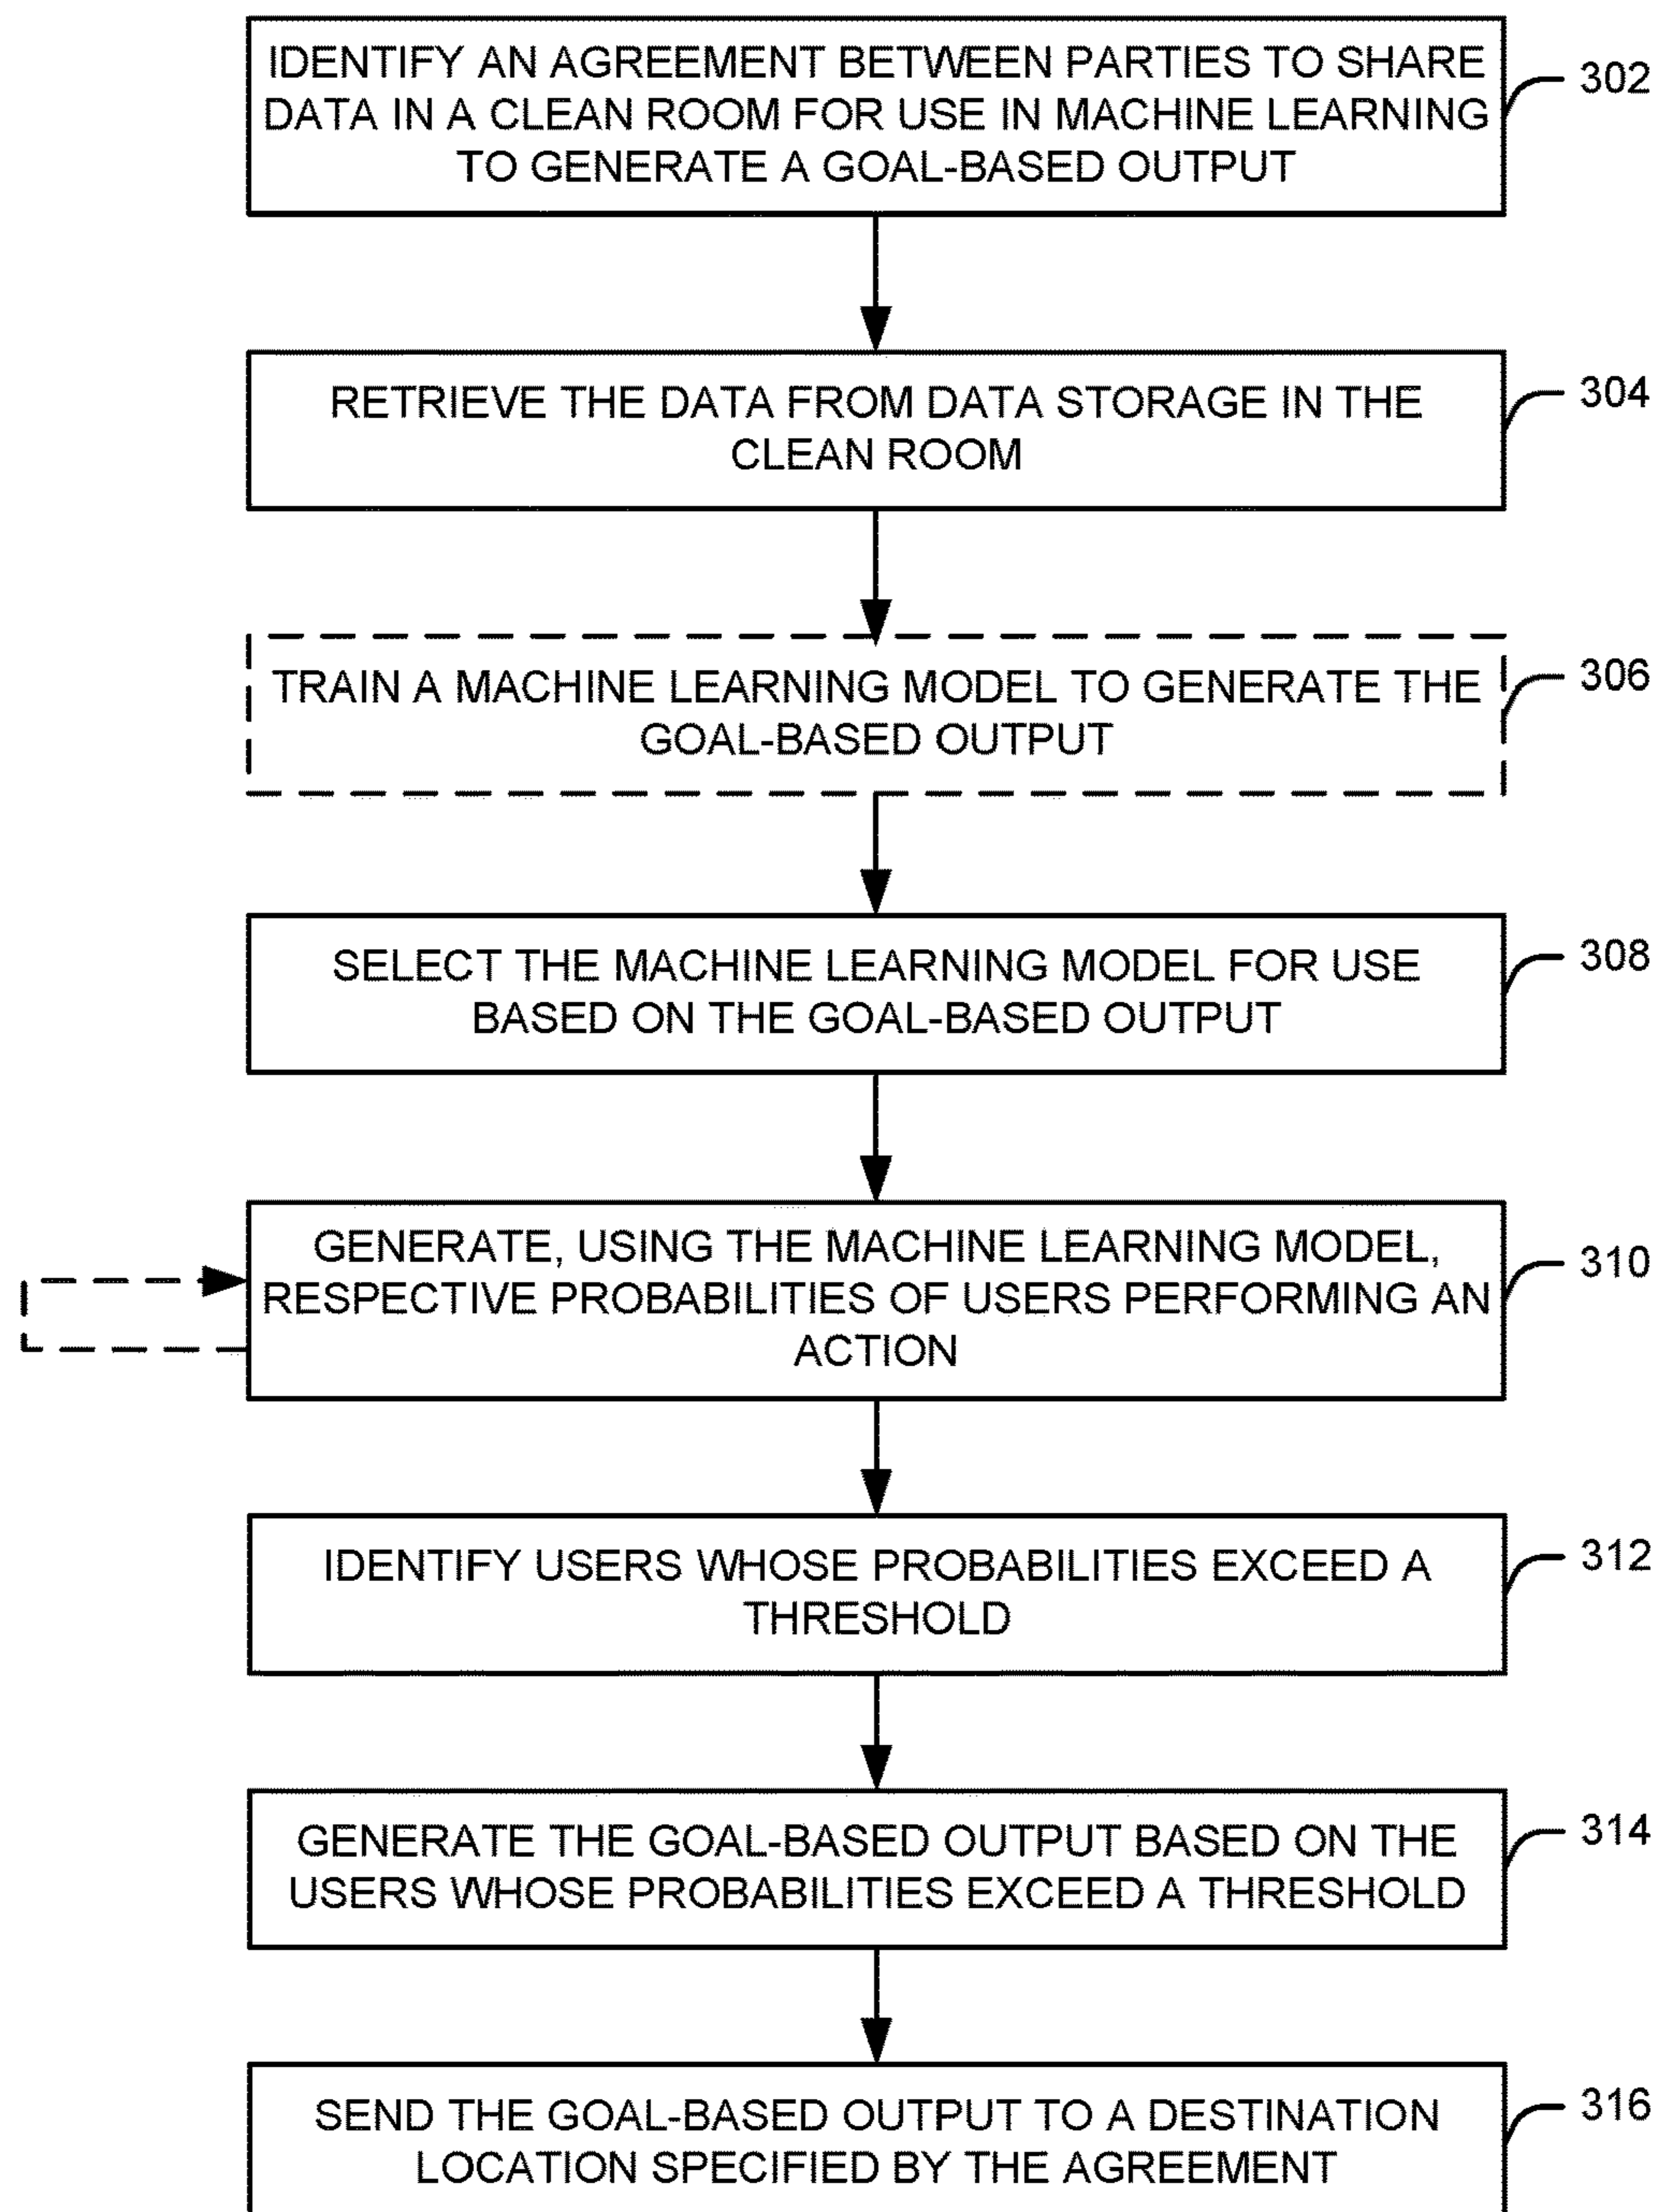 IDENTIFY AN AGREEMENT BETWEEN PARTIES TO SHARE
DATA IN A CLEAN ROOM FOR USE IN MACHINE LEARNING
TO GENERATE A GOAL-BASED OUTPUT
302
RETRIEVE THE DATA FROM DATA STORAGE IN THE
CLEAN ROOM
304
TRAIN A MACHINE LEARNING MODEL TO GENERATE THE
GOAL-BASED OUTPUT
306
SELECT THE MACHINE LEARNING MODEL FOR USE
BASED ON THE GOAL-BASED OUTPUT
308
GENERATE, USING THE MACHINE LEARNING MODEL,
RESPECTIVE PROBABILITIES OF USERS PERFORMING AN
ACTION
310
IDENTIFY USERS WHOSE PROBABILITIES EXCEED A
THRESHOLD
312
GENERATE THE GOAL-BASED OUTPUT BASED ON THE
USERS WHOSE PROBABILITIES EXCEED A THRESHOLD
314
SEND THE GOAL-BASED OUTPUT TO A DESTINATION
LOCATION SPECIFIED BY THE AGREEMENT
316